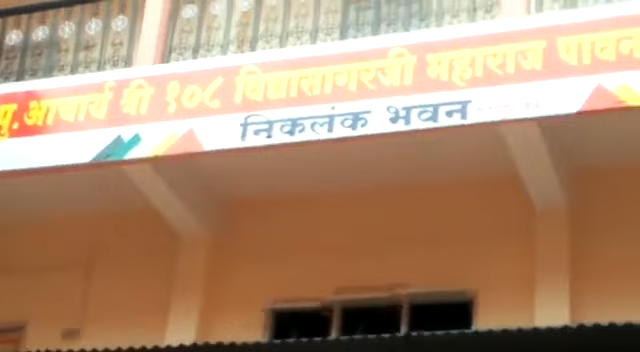 पु. आचार्य श्री १०८ विद्यासागरजी महाराज पावन
निकलंक भवन